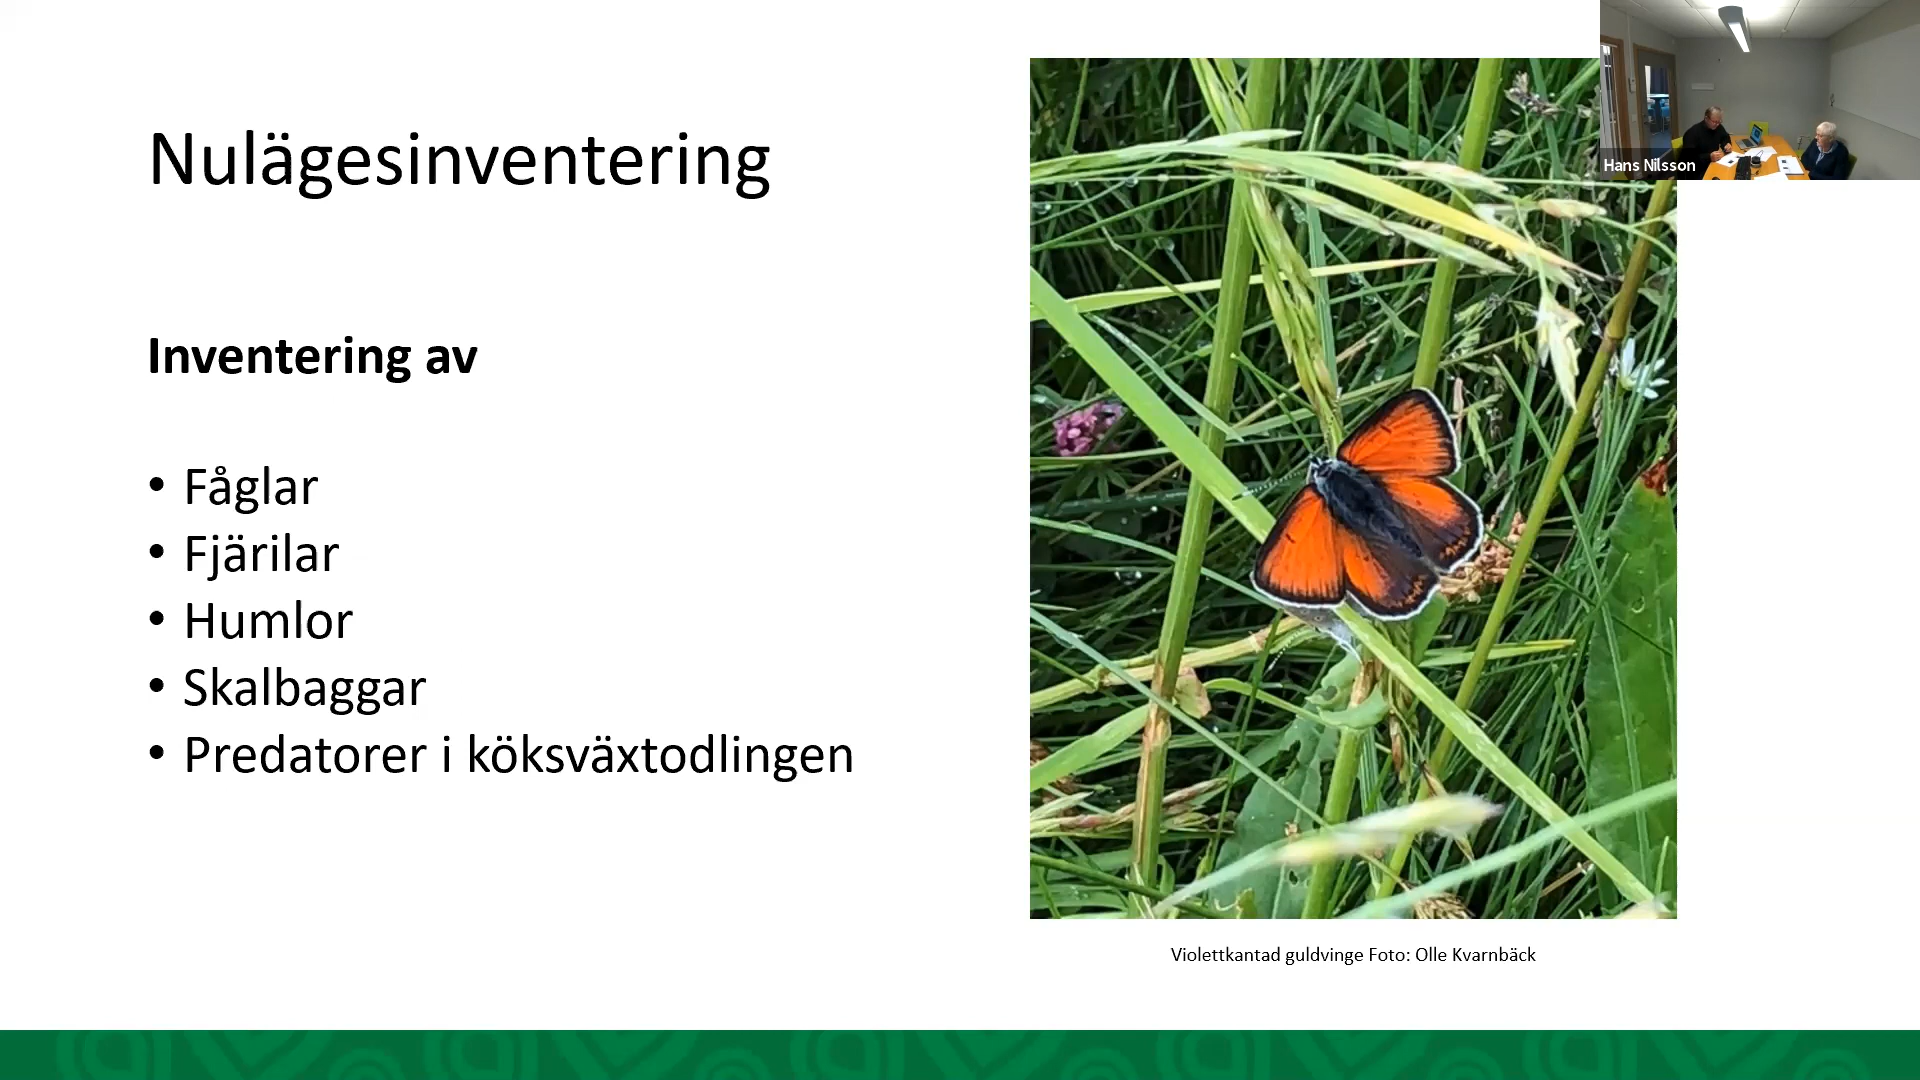 Nulägesinventering
Inventering av
• Fåglar
• Fjärilar
• Humlor
• Skalbaggar
• Predatorer i köksväxtodlingen
Hans Nilsson
Violettkantad guldvinge Foto: Olle Kvarnbäck